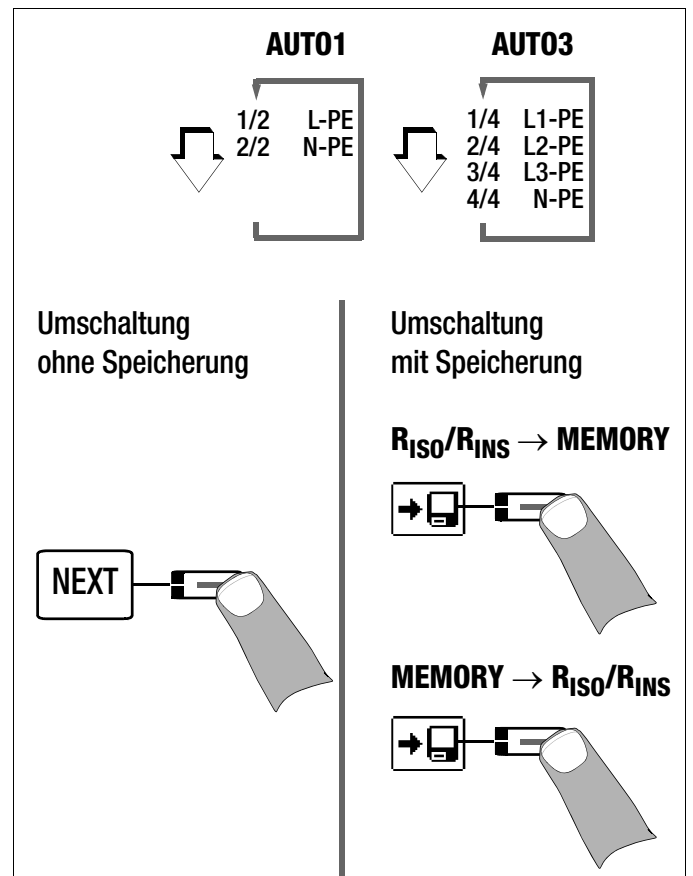 AUTO1
1/2 L-PE
2/2 N-PE
AUTO3
1/4 L1-PE
2/4 L2-PE
3/4 L3-PE
4/4 N-PE
Umschaltung
ohne Speicherung
NEXT
Umschaltung
mit Speicherung
RISO/RINS → MEMORY
MEMORY → RISO/RINS